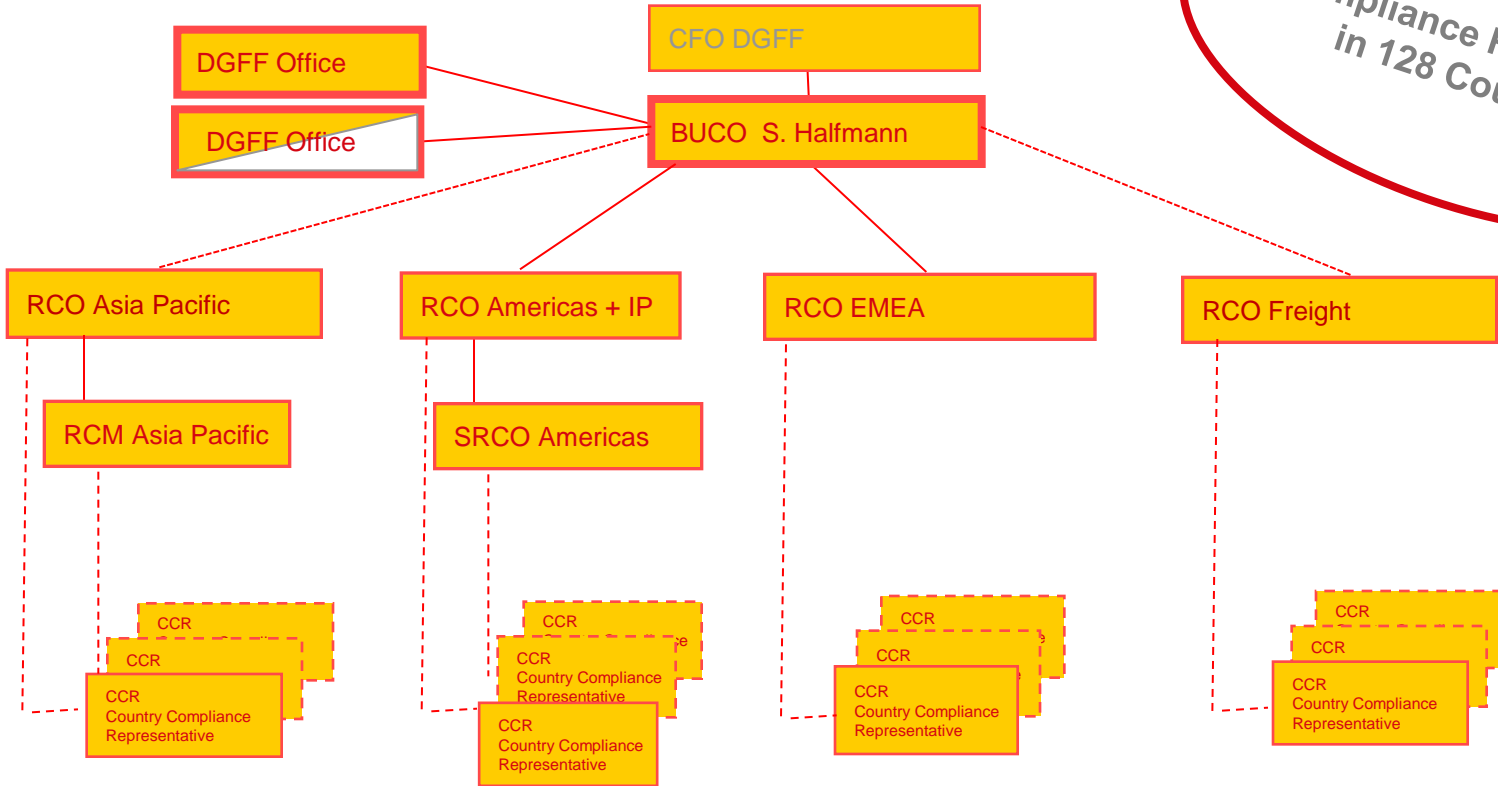 CFO DGFF
in 128
DGFF Office
DGFF Office
BUCO S. Halfmann
RCO Asia Pacific
RCO Americas + IP
RCO EMEA
RCO Freight
RCM Asia Pacific
SRCO Americas
CCR
CCR
CCR
Country Compliance
Representative
CCR
CCR
Country Compliance
Representative
CCR
Country Compliance
Representative
CCR
CCR
CCR
Country Compliance
Representative
CCR
CCR
CCR
Country Compliance
Representative